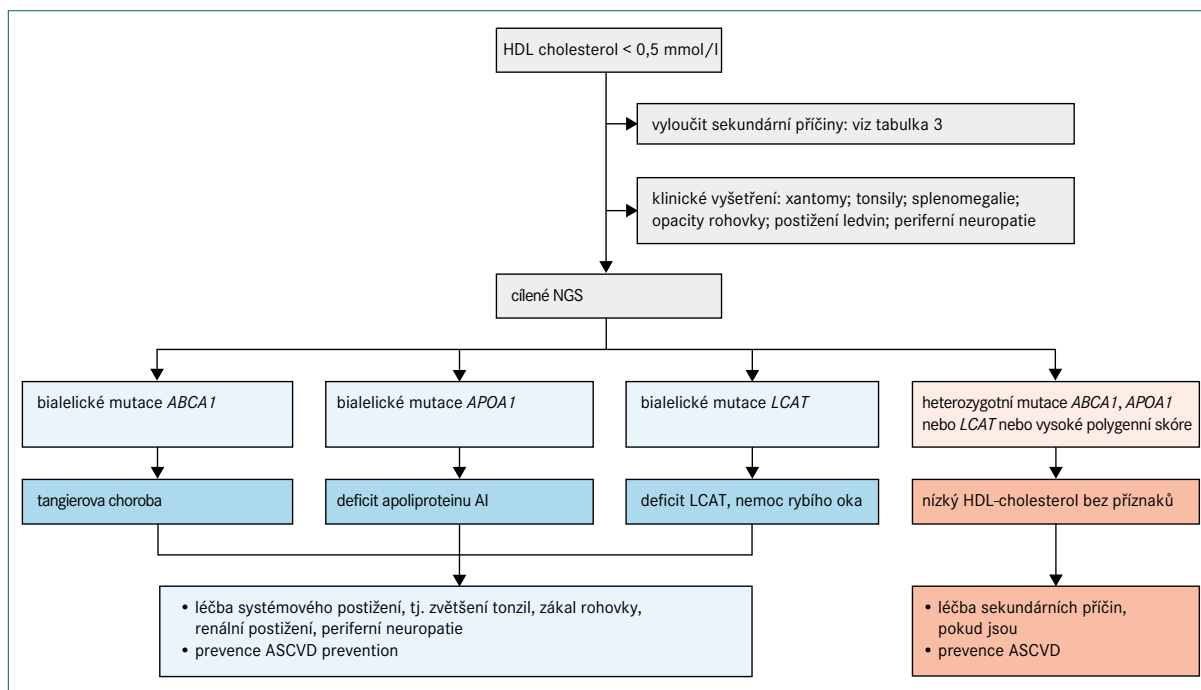 HDL cholesterol < 0,5 mmol/l
vyloučit sekundární příčiny: viz tabulka 3
klinické vyšetření: xantomy; tonsily; splenomegalie;
opacity rohovky; postižení ledvin; periferní neuropatie
cílené NGS
bialelické mutace ABCA1
bialelické mutace APOA1
bialelické mutace LCAT
heterozygotní mutace ABCA1, APOA1
nebo LCAT nebo vysoké polygenní skóre
tangierova choroba
deficit apoliproteinu AI
deficit LCAT, nemoc rybího oka
nízký HDL-cholesterol bez příznaků
• léčba systémového postižení, tj. zvětšení tonzil, zákal rohovky,
renální postižení, periferní neuropatie
• prevence ASCVD prevention
• léčba sekundárních příčin,
pokud jsou
• prevence ASCVD